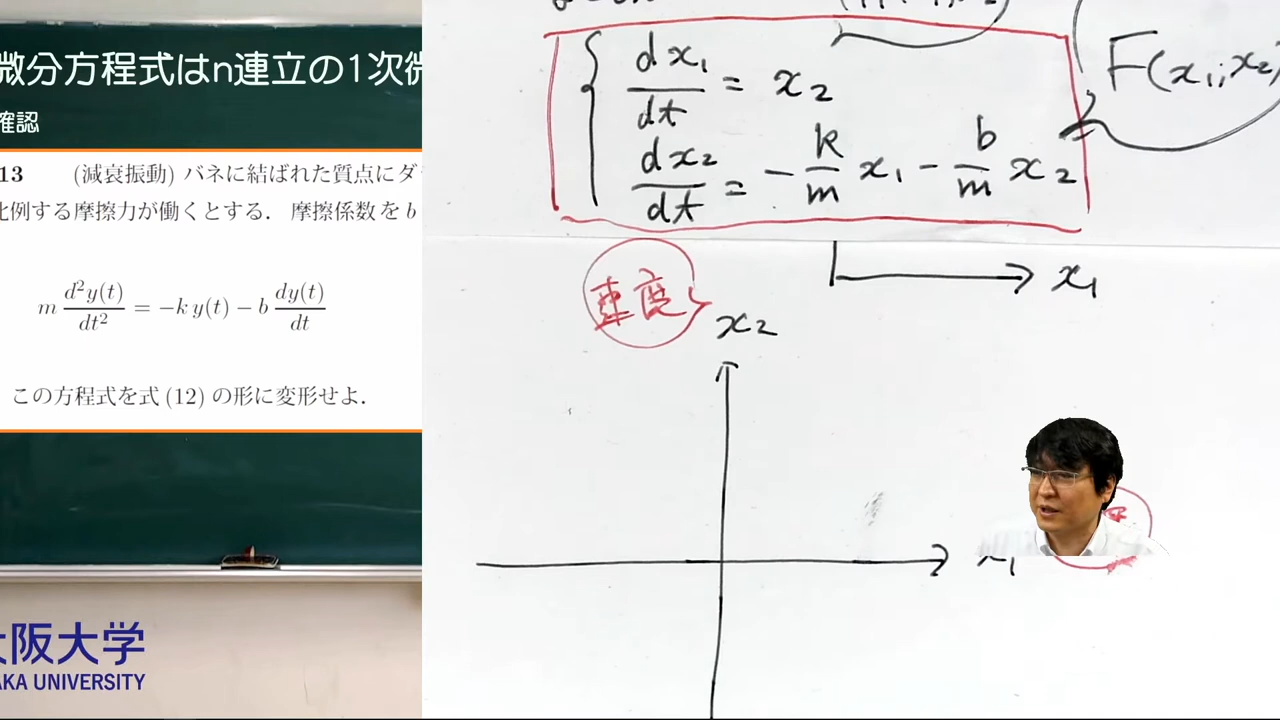 微分方程式はn連立の1次微
確認
13 (減衰振動) バネに結ばれた質点にダ
比例する摩擦力が働くとする. 摩擦係数を b
m d²y(t)/dt² = −k y(t) − b dy(t)/dt
この方程式を式 (12) の形に変形せよ.
大阪大学
AKA UNIVERSITY
dx₁/dt = x₂
dx₂/dt = − k/m x₁ − b/m x₂
F(x₁, x₂)
x₁
速度
x₂
x₁